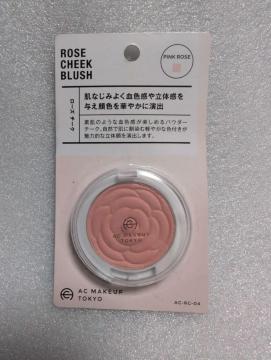 ROSE
CHEEK
BLUSH
PINK ROSE
ローズ チーク
肌なじみよく血色感や立体感を
与え顔色を華やかに演出
素肌のような血色感が楽しめるパウダー
チーク。自然で肌に馴染む軽やかな色付きが
魅力的な立体顔を演出します。
AC MAKEUP
TOKYO
AC MAKEUP
TOKYO
AC-RC-04